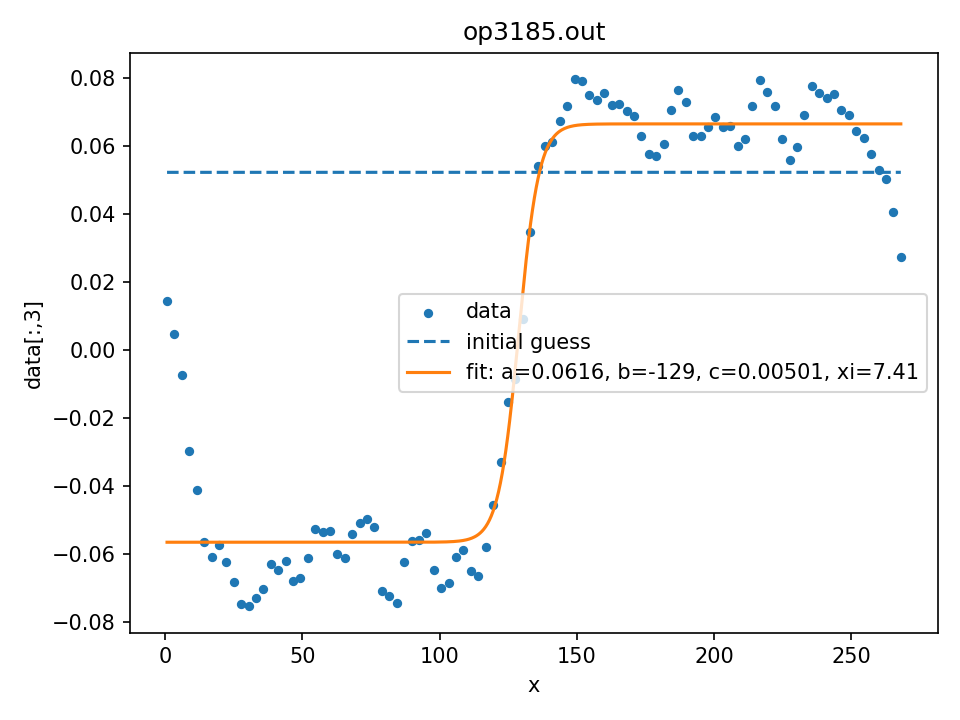 op3185.out
data[:,3]
0.08
0.06
0.04
0.02
0.00
−0.02
−0.04
−0.06
−0.08
data
initial guess
fit: a=0.0616, b=-129, c=0.00501, xi=7.41
0 50 100 150 200 250
x